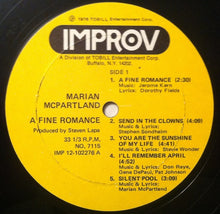 ℗ 1976 TOBILL Entertainment Corp.
IMPROV
A Division of TOBILL Entertainment Corp.
Buffalo, N.Y. 14202
SIDE 1
MARIAN
McPARTLAND
A FINE ROMANCE
Produced by Steven Laps
33 1/3 R.P.M.
NO. 7115
IMP 12-102276 A
1. A FINE ROMANCE (2:30)
Music: Jerome Kern
Lyrics: Dorothy Fields
2. SEND IN THE CLOWNS (4:09)
Music & Lyrics:
Stephen Sondheim
3. YOU ARE THE SUNSHINE
OF MY LIFE (4:41)
Music & Lyrics: Stevie Wonder
4. I'LL REMEMBER APRIL
(4:52)
Music & Lyrics: Don Raye,
Gene DePaul, Pat Johnson
5. SILENT POOL (3:09)
Music & Lyrics:
Marian McPartland